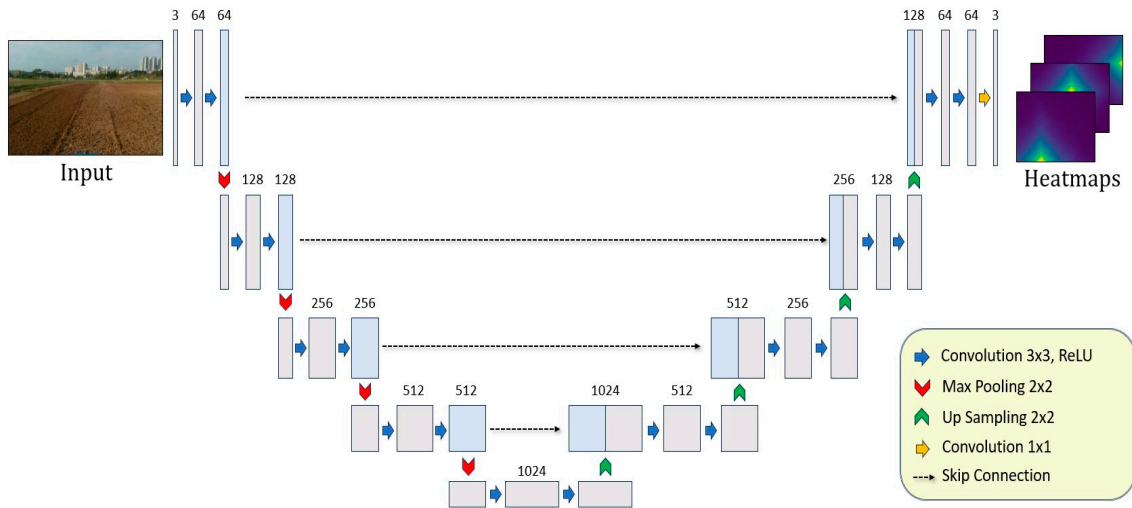 3 64 64 128 64 64 3
Input
Heatmaps
128 128 256 128
256 256 512 256
512 512 1024 512
1024
Convolution 3x3, ReLU
Max Pooling 2x2
Up Sampling 2x2
Convolution 1x1
Skip Connection